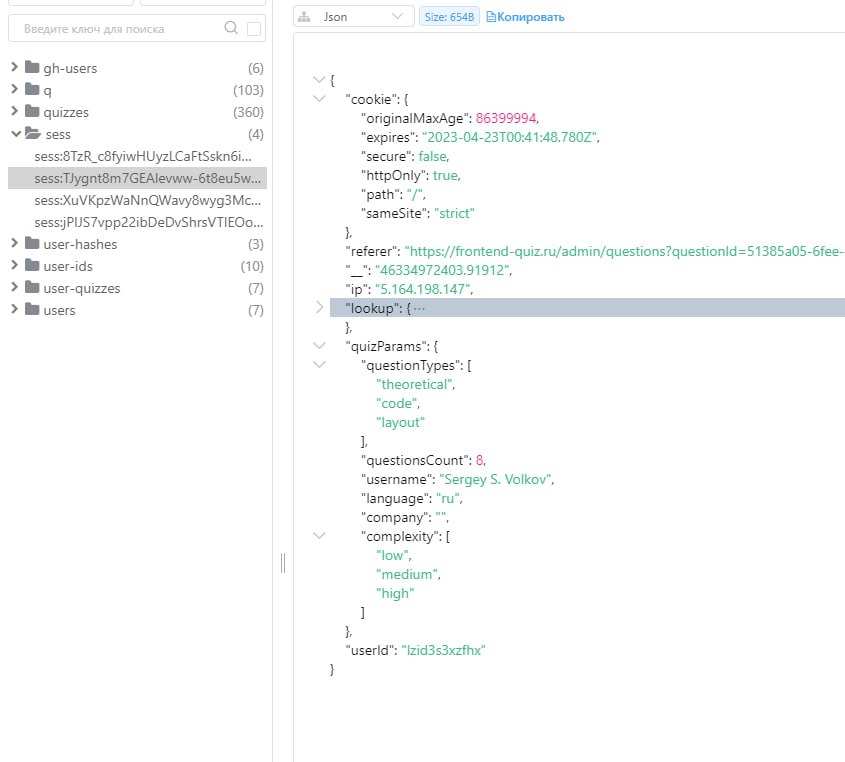 Введите ключ для поиска
gh-users (6)
q (103)
quizzes (360)
sess (4)
sess:8TzR_c8fyiwHUyzLCaFtSskn6i...
sess:TJygnt8m7GEAlevww-6t8eu5w...
sess:XuVKpzWaNnQWavy8wyg3Mc...
sess:jPIJS7vpp22ibDeDvShrsVTlEOo...
user-hashes (3)
user-ids (10)
user-quizzes (7)
users (7)
Json Size: 654B Копировать
{
"cookie": {
"originalMaxAge": 86399994,
"expires": "2023-04-23T00:41:48.780Z",
"secure": false,
"httpOnly": true,
"path": "/",
"sameSite": "strict"
},
"referer": "https://frontend-quiz.ru/admin/questions?questionId=51385a05-6fee-
"__": "46334972403.91912",
"ip": "5.164.198.147",
"lookup": { ...
},
"quizParams": {
"questionTypes": [
"theoretical",
"code",
"layout"
],
"questionsCount": 8,
"username": "Sergey S. Volkov",
"language": "ru",
"company": "",
"complexity": [
"low",
"medium",
"high"
]
},
"userId": "lzid3s3xzfhx"
}